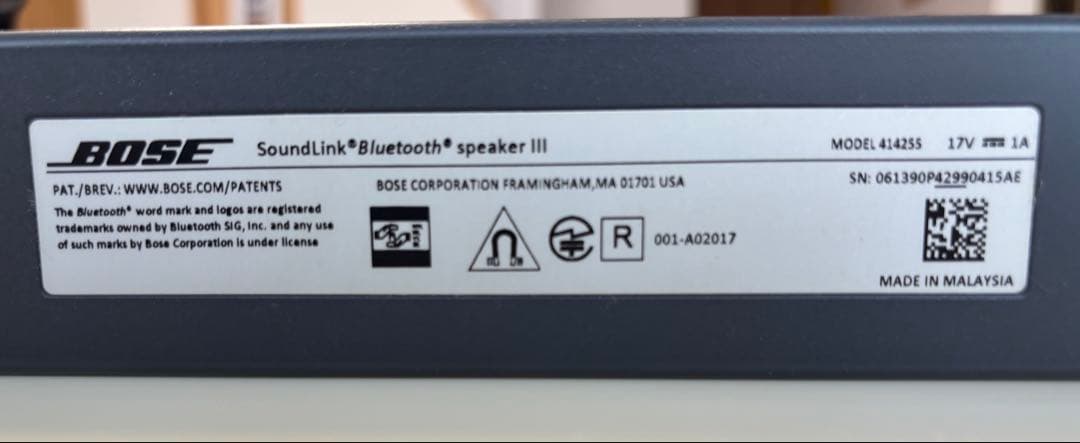 BOSE SoundLink® Bluetooth® speaker III MODEL 414255 17V ⎓ 1A
PAT./BREV.: WWW.BOSE.COM/PATENTS
BOSE CORPORATION FRAMINGHAM, MA 01701 USA
SN: 061390P42990415AE
The Bluetooth® word mark and logos are registered
trademarks owned by Bluetooth SIG, Inc. and any use
of such marks by Bose Corporation is under license
R 001-A02017
MADE IN MALAYSIA